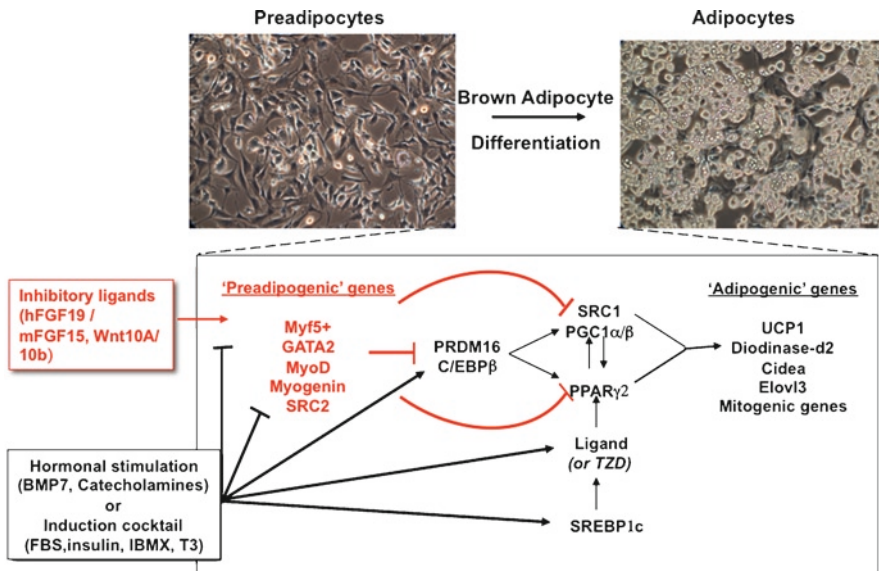 Preadipocytes
Adipocytes
Brown Adipocyte
Differentiation
Inhibitory ligands
(hFGF19 /
mFGF15, Wnt10A/
10b)
'Preadipogenic' genes
Myf5+
GATA2
MyoD
Myogenin
SRC2
PRDM16
C/EBPβ
SRC1
PGC1α/β
PPARγ2
Ligand
(or TZD)
SREBP1c
'Adipogenic' genes
UCP1
Diodinase-d2
Cidea
Elovl3
Mitogenic genes
Hormonal stimulation
(BMP7, Catecholamines)
or
Induction cocktail
(FBS,insulin, IBMX, T3)